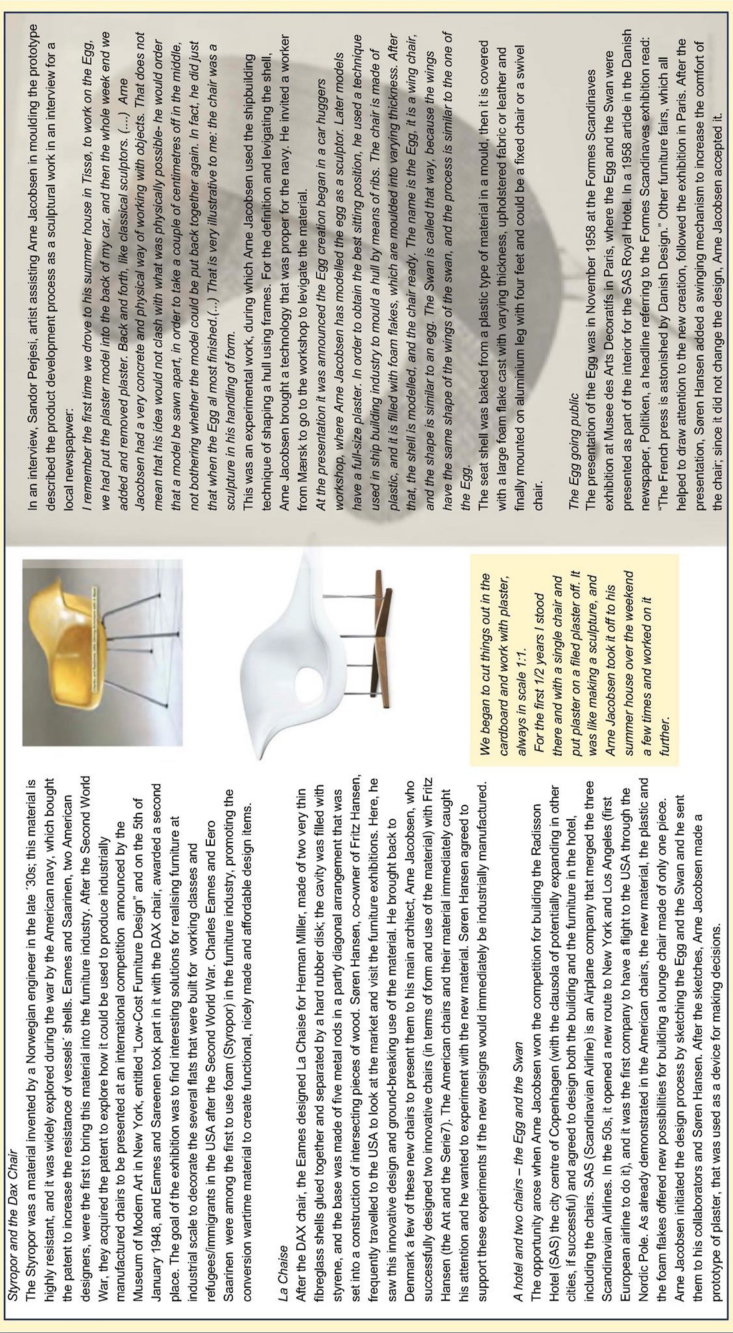 Styropor and the Dax Chair
The Styropor was a material invented by a Norwegian engineer in the late ´30s; this material is
highly resistant, and it was widely explored during the war by the American navy, which bought
the patent to increase the resistance of vessels´ shells. Eames and Saarinen, two American
designers, were the first to bring this material into the furniture industry. After the Second World
War, they acquired the patent to explore how it could be used to produce industrially
manufactured chairs to be presented at an international competition announced by the
Museum of Modern Art in New York, entitled "Low-Cost Furniture Design" and on the 5th of
January 1948, and Eames and Sareenen took part in it with the DAX chair, awarded a second
place. The goal of the exhibition was to find interesting solutions for realising furniture at
industrial scale to decorate the several flats that were built for working classes and
refugees/immigrants in the USA after the Second World War. Charles Eames and Eero
Saarinen were among the first to use foam (Styropor) in the furniture industry, promoting the
conversion wartime material to create functional, nicely made and affordable design items.
La Chaise
After the DAX chair, the Eames designed La Chaise for Herman Miller, made of two very thin
fibreglass shells glued together and separated by a hard rubber disk; the cavity was filled with
styrene, and the base was made of five metal rods in a partly diagonal arrangement that was
set into a construction of intersecting pieces of wood. Søren Hansen, co-owner of Fritz Hansen,
frequently travelled to the USA to look at the market and visit the furniture exhibitions. Here, he
saw this innovative design and ground-breaking use of the material. He brought back to
Denmark a few of these new chairs to present them to his main architect, Arne Jacobsen, who
successfully designed two innovative chairs (in terms of form and use of the material) with Fritz
Hansen (the Ant and the Serie7). The American chairs and their material immediately caught
his attention and he wanted to experiment with the new material. Søren Hansen agreed to
support these experiments if the new designs would immediately be industrially manufactured.
A hotel and two chairs – the Egg and the Swan
The opportunity arose when Arne Jacobsen won the competition for building the Radisson
Hotel (SAS) (the city centre of Copenhagen (with the clausola of potentially expanding in other
cities, if successful) and agreed to design both the building and the furniture in the hotel,
including the chairs. SAS (Scandinavian Airline) is an Airplane company that merged the three
Scandinavian Airlines. In the 50s, it opened a new route to New York and Los Angeles (first
European airline to do it), and it was the first company to have a flight to the USA through the
Nordic Pole. As already demonstrated in the American chairs, the new material, the plastic and
the foam flakes offered new possibilities for building a lounge chair made of only one piece.
Arne Jacobsen initiated the design process by sketching the Egg and the Swan and he sent
them to his collaborators and Søren Hansen. After the sketches, Arne Jacobsen made a
prototype of plaster, that was used as a device for making decisions.
We began to cut things out in the
cardboard and work with plaster,
always in scale 1:1.
For the first 1/2 years I stood
there and with a single chair and
put plaster on a filed plaster off. It
was like making a sculpture, and
Arne Jacobsen took it off to his
summer house over the weekend
a few times and worked on it
further.
In an interview, Sandor Perjesi, artist assisting Arne Jacobsen in moulding the prototype
described the product development process as a sculptural work in an interview for a
local newspapwer:
I remember the first time we drove to his summer house in Tissø, to work on the Egg,
we had put the plaster model into the back of my car, and then the whole week end we
added and removed plaster. Back and forth, like classical sculptors. (…) Arne
Jacobsen had a very concrete and physical way of working with objects. That does not
mean that his idea would not clash with what was physically possible- he would order
that a model be sawn apart, in order to take a couple of centimetres off in the middle,
not bothering whether the model could be put back together again. In fact, he did just
that when the Egg al most finished.(…) That is very illustrative to me: the chair was a
sculpture in his handling of form.
This was an experimental work, during which Arne Jacobsen used the shipbuilding
technique of shaping a hull using frames. For the definition and levigating the shell,
Arne Jacobsen brought a technology that was proper for the navy. He invited a worker
from Mærsk to go to the workshop to levigate the material.
At the presentation it was announced the Egg creation began in a car huggers
workshop, where Arne Jacobsen has modelled the egg as a sculptor. Later models
have a full-size plaster. In order to obtain the best sitting position, he used a technique
used in ship building industry to mould a hull by means of ribs. The chair is made of
plastic, and it is filled with foam flakes, which are moulded into varying thickness. After
that, the shell is modelled, and the chair ready. The name is the Egg, it is a wing chair,
and the shape is similar to an egg. The Swan is called that way, because the wings
have the same shape of the wings of the swan, and the process is similar to the one of
the Egg.
The seat shell was baked from a plastic type of material in a mould, then it is covered
with a large foam flake cast with varying thickness, upholstered fabric or leather and
finally mounted on aluminium leg with four feet and could be a fixed chair or a swivel
chair.
The Egg going public
The presentation of the Egg was in November 1958 at the Formes Scandinaves
exhibition at Musee des Arts Decoratifs in Paris, where the Egg and the Swan were
presented as part of the interior for the SAS Royal Hotel. In a 1958 article in the Danish
newspaper, Politiken, a headline referring to the Formes Scandinaves exhibition read:
"The French press is astonished by Danish Design." Other furniture fairs, which all
helped to draw attention to the new creation, followed the exhibition in Paris. After the
presentation, Søren Hansen added a swinging mechanism to increase the comfort of
the chair; since it did not change the design, Arne Jacobsen accepted it.